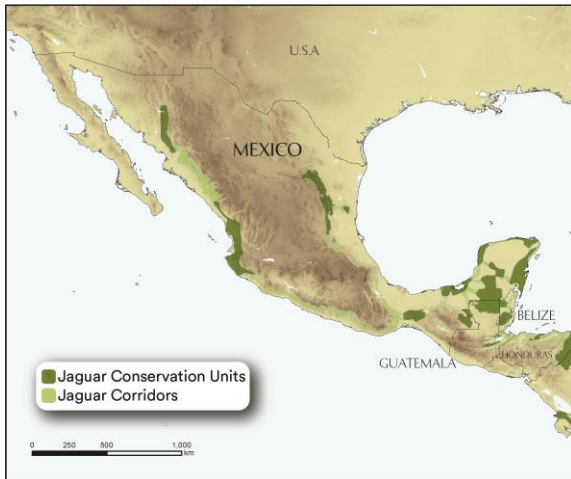 U.S.A
MEXICO
BELIZE
GUATEMALA
HONDURAS
Jaguar Conservation Units
Jaguar Corridors
0 250 500 1,000
km